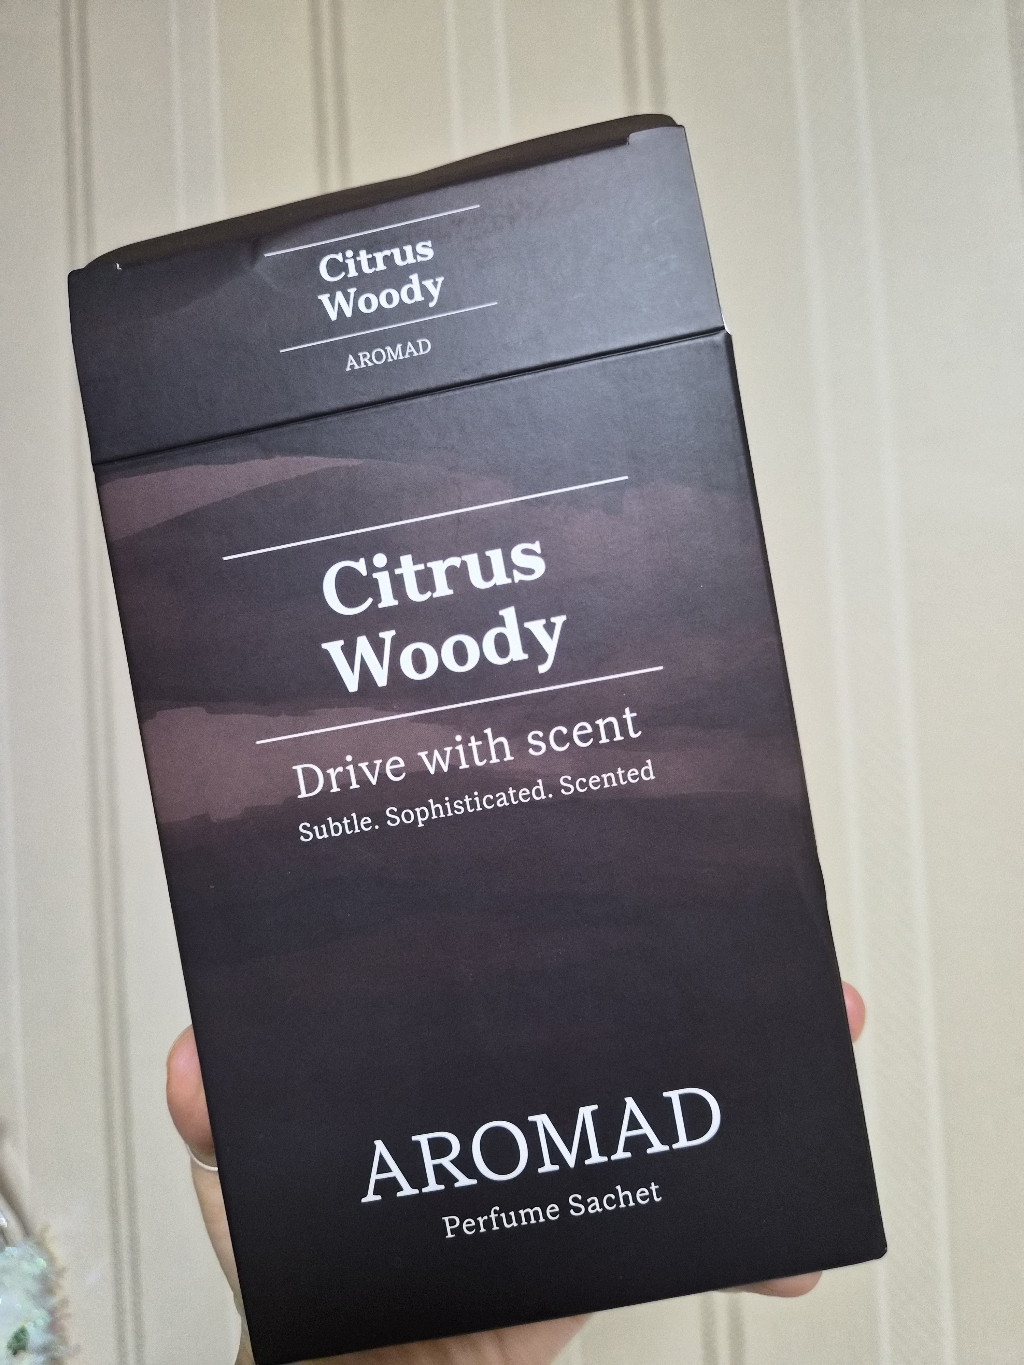 Citrus
Woody
AROMAD
Citrus
Woody
Drive with scent
Subtle. Sophisticated. Scented
AROMAD
Perfume Sachet